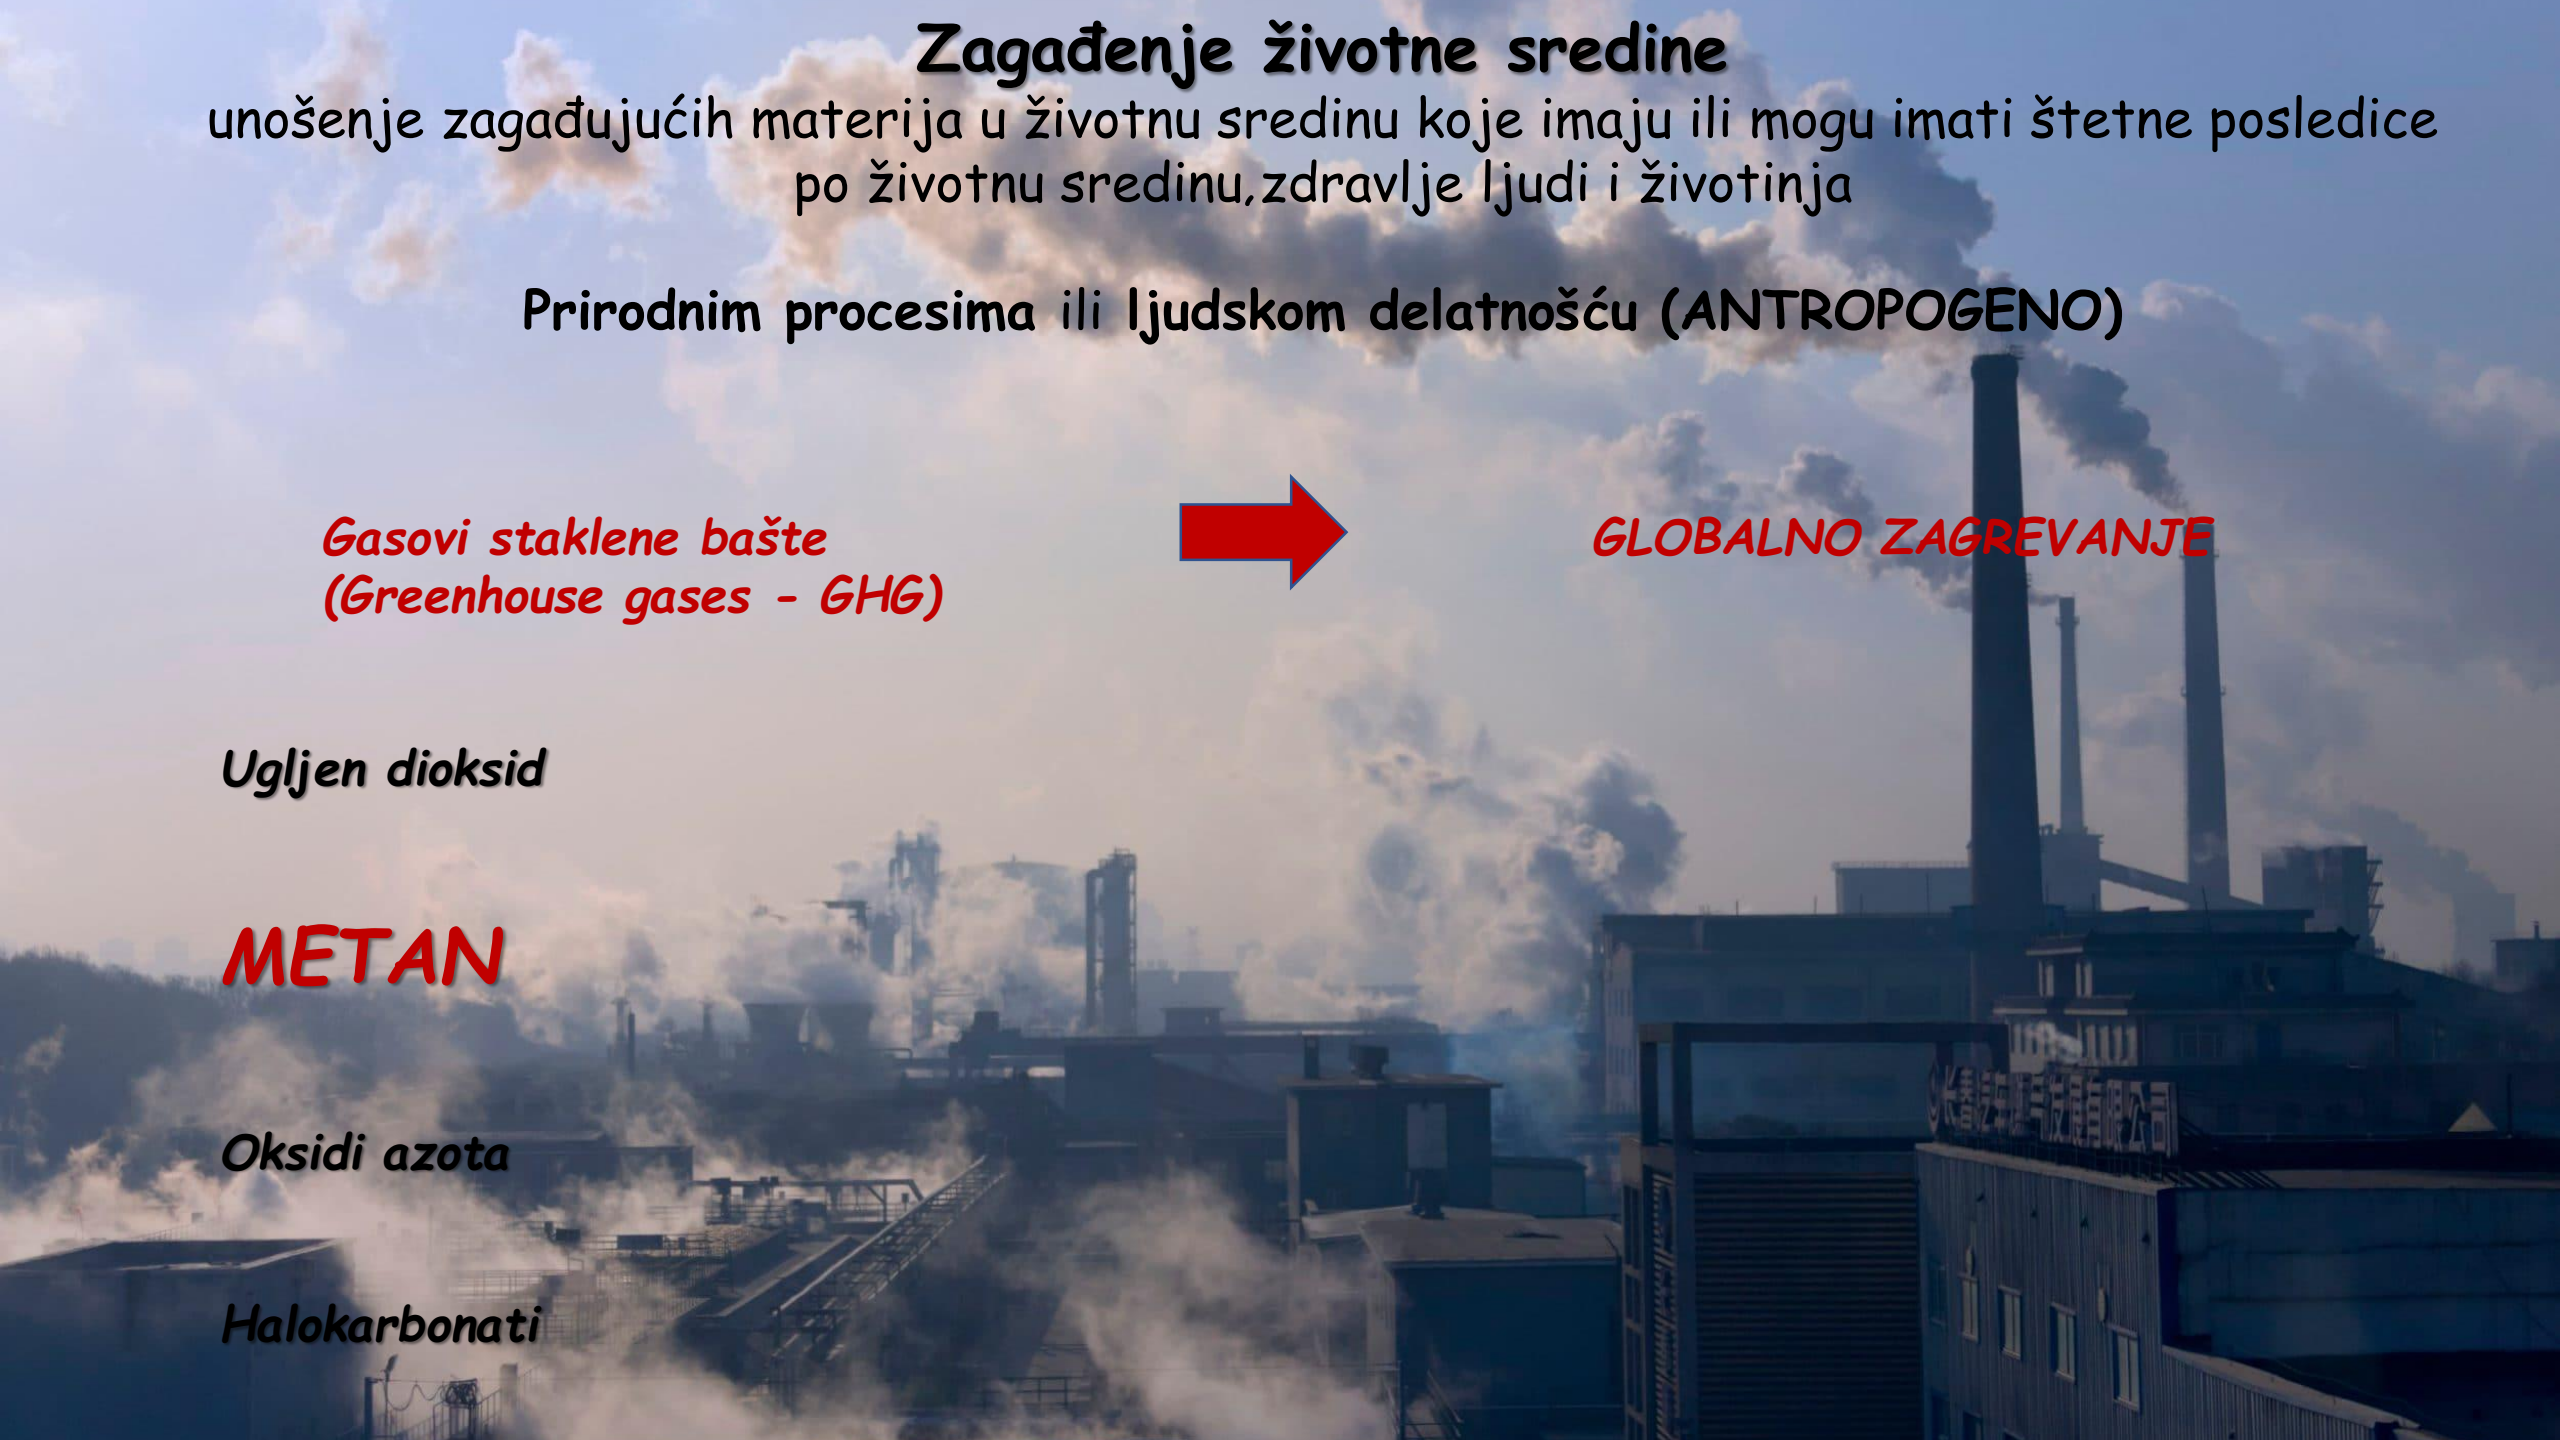 Zagađenje životne sredine
unošenje zagađujućih materija u životnu sredinu koje imaju ili mogu imati štetne posledice
po životnu sredinu,zdravlje ljudi i životinja
Prirodnim procesima ili ljudskom delatnošću (ANTROPOGENO)
Gasovi staklene bašte
(Greenhouse gases - GHG)
GLOBALNO ZAGREVANJE
Ugljen dioksid
METAN
Oksidi azota
Halokarbonati